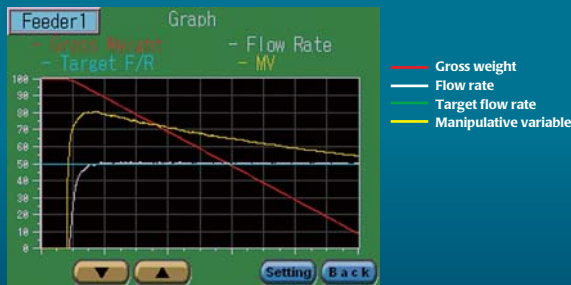 Feeder1
Graph
- Gross Weight - Flow Rate
- Target F/R - MV
100
90
80
70
60
50
40
30
20
10
0
Setting
Back
Gross weight
Flow rate
Target flow rate
Manipulative variable